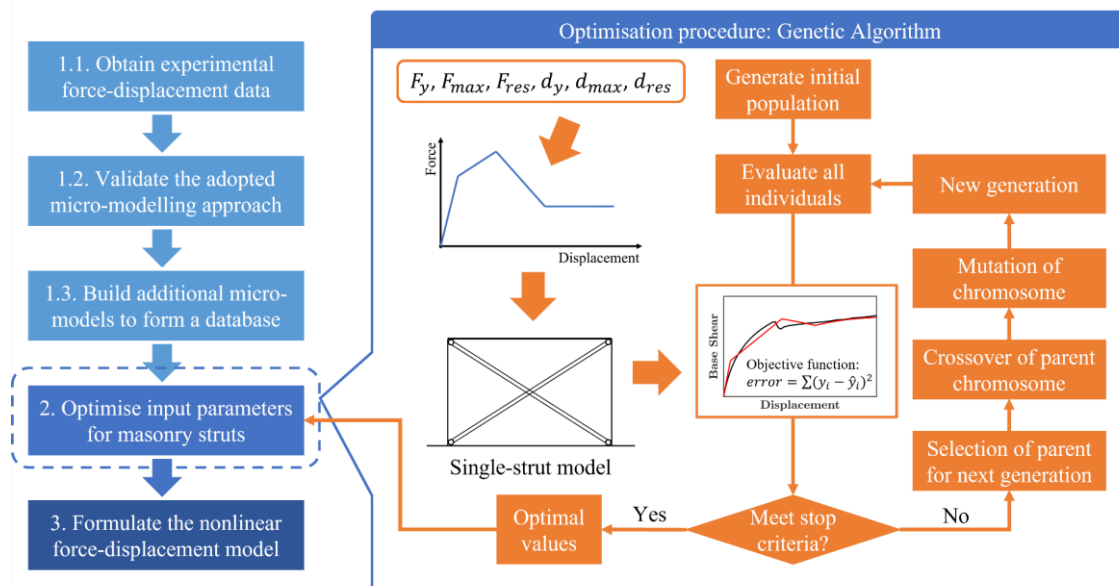 Optimisation procedure: Genetic Algorithm
1.1. Obtain experimental
force-displacement data
1.2. Validate the adopted
micro-modelling approach
1.3. Build additional micro-
models to form a database
2. Optimise input parameters
for masonry struts
3. Formulate the nonlinear
force-displacement model
F_y, F_max, F_res, d_y, d_max, d_res
Force
Displacement
Single-strut model
Generate initial
population
Evaluate all
individuals
Base Shear
Objective function:
error = ∑(y_i − ŷ_i)²
Displacement
Meet stop
criteria?
Yes
Optimal
values
No
Selection of parent
for next generation
Crossover of parent
chromosome
Mutation of
chromosome
New generation